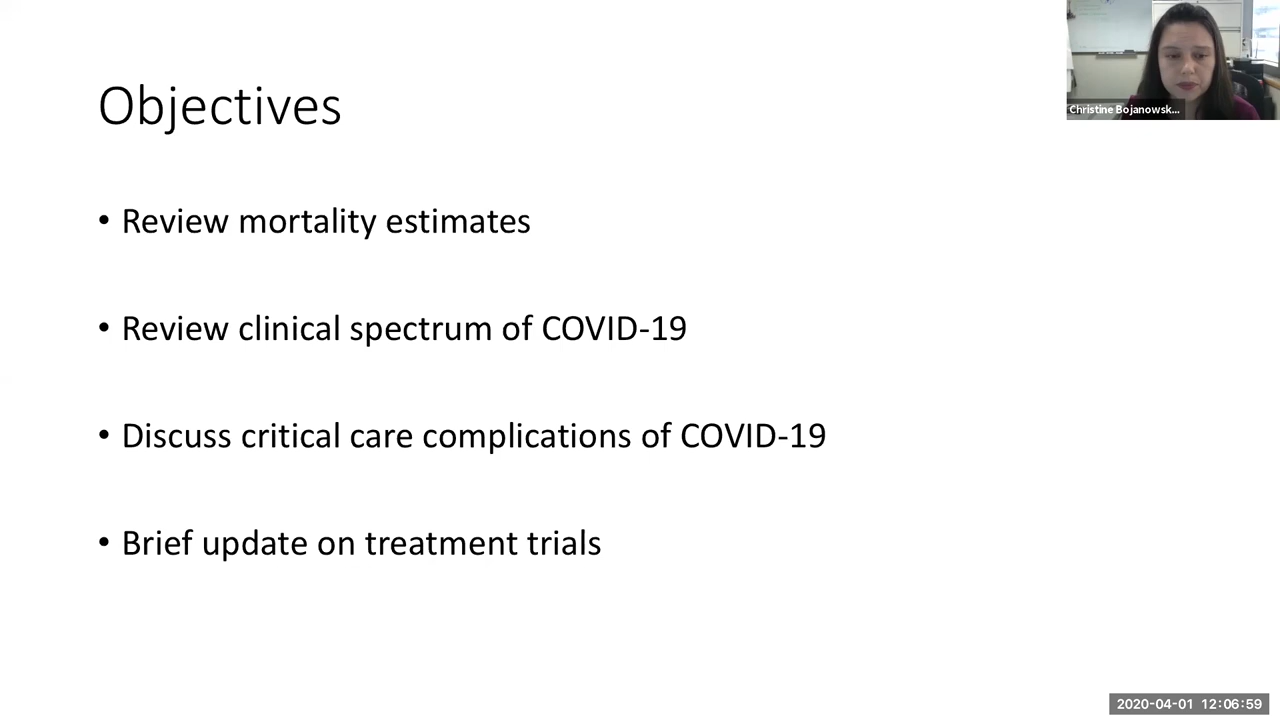 Objectives
• Review mortality estimates
• Review clinical spectrum of COVID-19
• Discuss critical care complications of COVID-19
• Brief update on treatment trials
Christine Bojanowsk...
2020-04-01 12:06:59